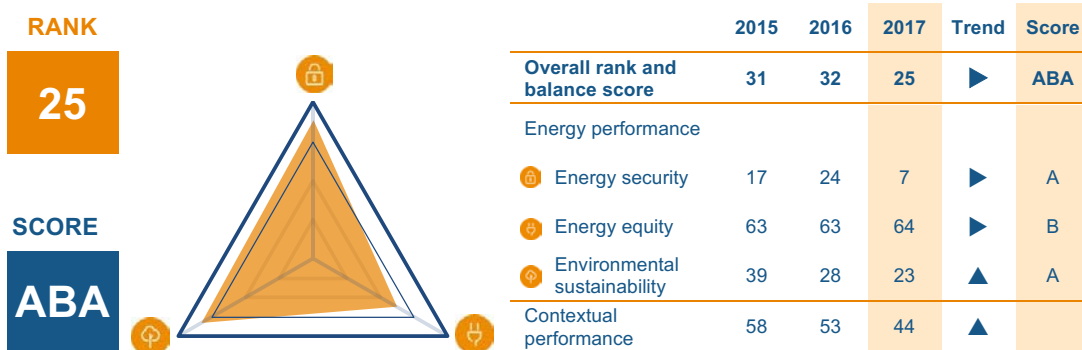 RANK
25
SCORE
ABA
2015 2016 2017 Trend Score
Overall rank and
balance score 31 32 25 ABA
Energy performance
Energy security 17 24 7 A
Energy equity 63 63 64 B
Environmental
sustainability 39 28 23 A
Contextual
performance 58 53 44